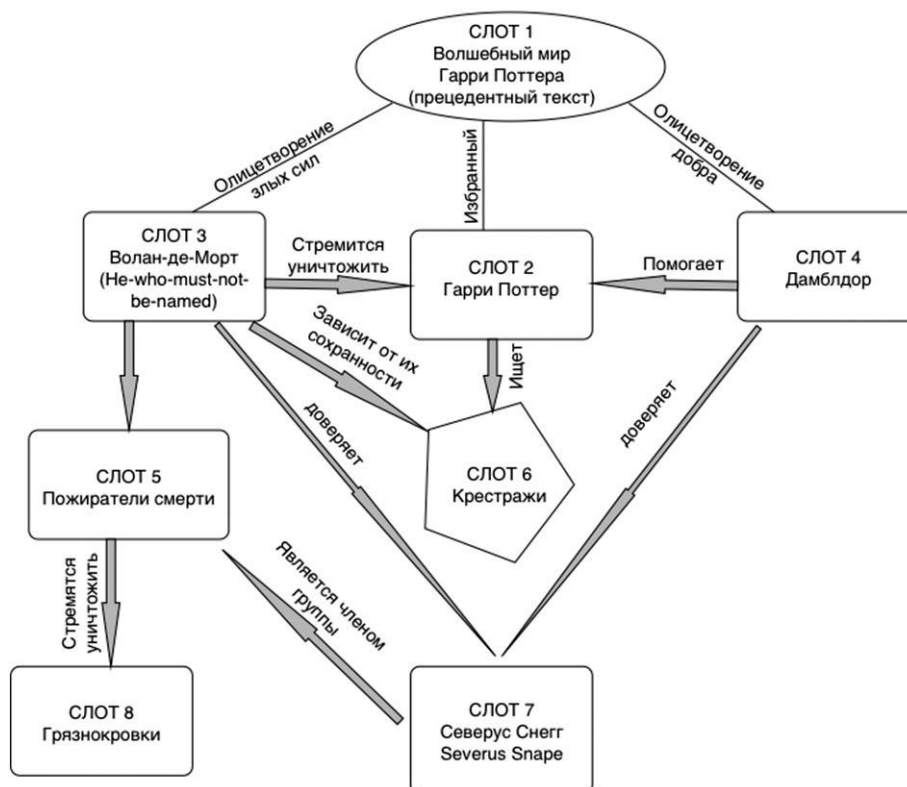 СЛОТ 1
Волшебный мир
Гарри Поттера
(прецедентный текст)
Олицетворение
злых сил
Избранный
Олицетворение
добра
СЛОТ 3
Волан-де-Морт
(He-who-must-not-
be-named)
Стремится
уничтожить
СЛОТ 2
Гарри Поттер
Помогает
СЛОТ 4
Дамблдор
Зависит от их
сохранности
Ищет
доверяет
доверяет
СЛОТ 5
Пожиратели смерти
СЛОТ 6
Крестражи
Стремятся
уничтожить
Является членом
группы
СЛОТ 8
Грязнокровки
СЛОТ 7
Северус Снегг
Severus Snape